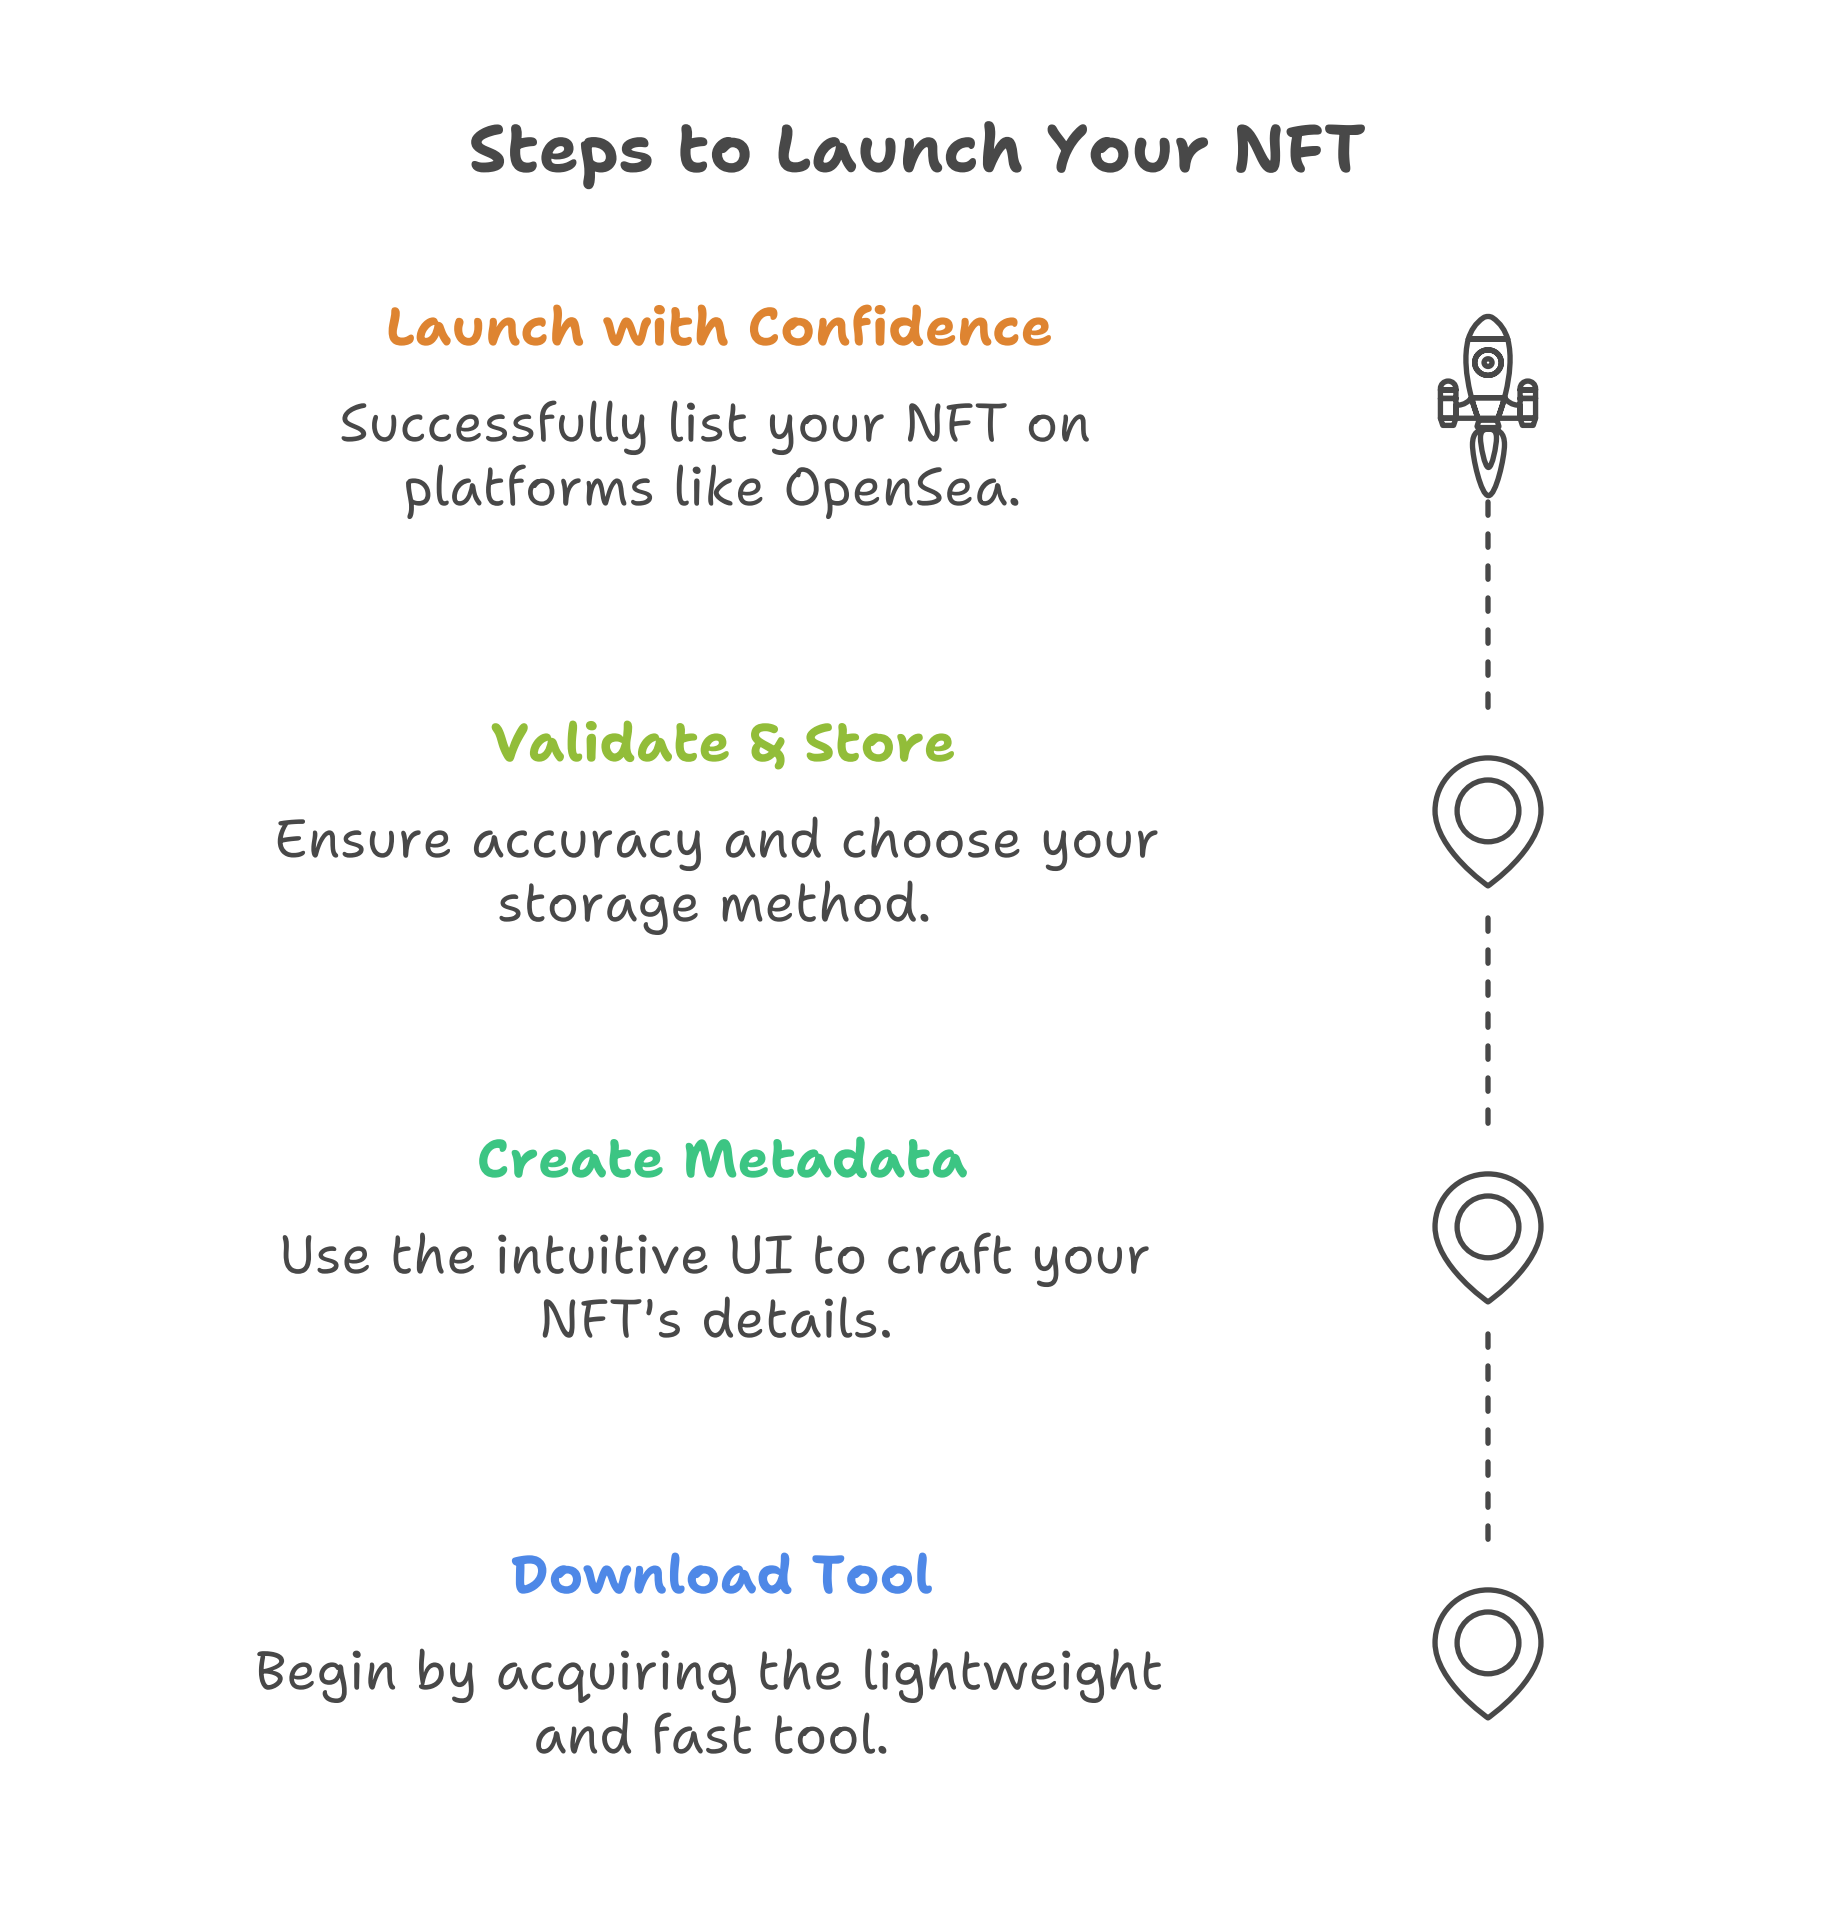 Steps to Launch Your NFT
Launch with Confidence
Successfully list your NFT on
platforms like OpenSea.
Validate & Store
Ensure accuracy and choose your
storage method.
Create Metadata
Use the intuitive UI to craft your
NFT's details.
Download Tool
Begin by acquiring the lightweight
and fast tool.